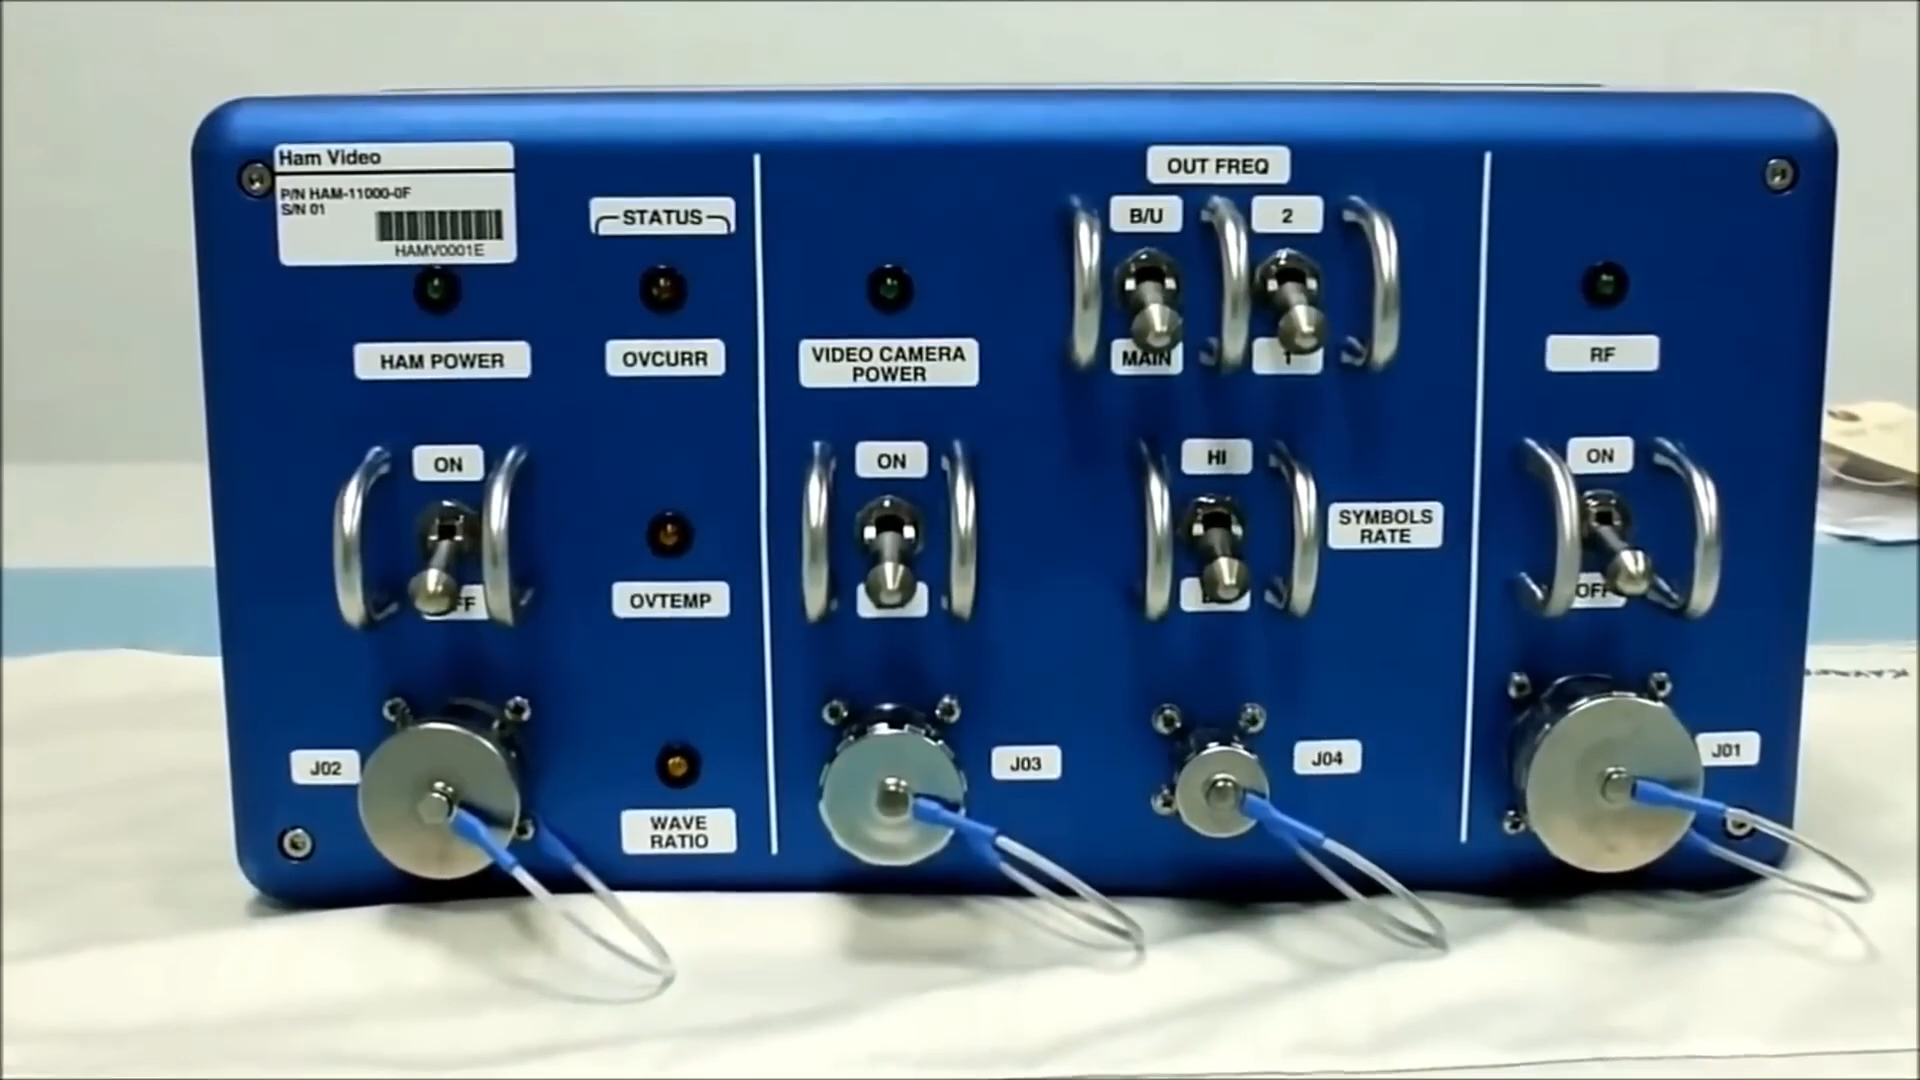 Ham Video
P/N HAM-11000-0F
S/N 01
HAMV0001E
STATUS
OUT FREQ
B/U
2
HAM POWER
OVCURR
VIDEO CAMERA
POWER
MAIN
1
RF
ON
ON
HI
ON
SYMBOLS
RATE
OVTEMP
OFF
J02
J03
J04
J01
WAVE
RATIO